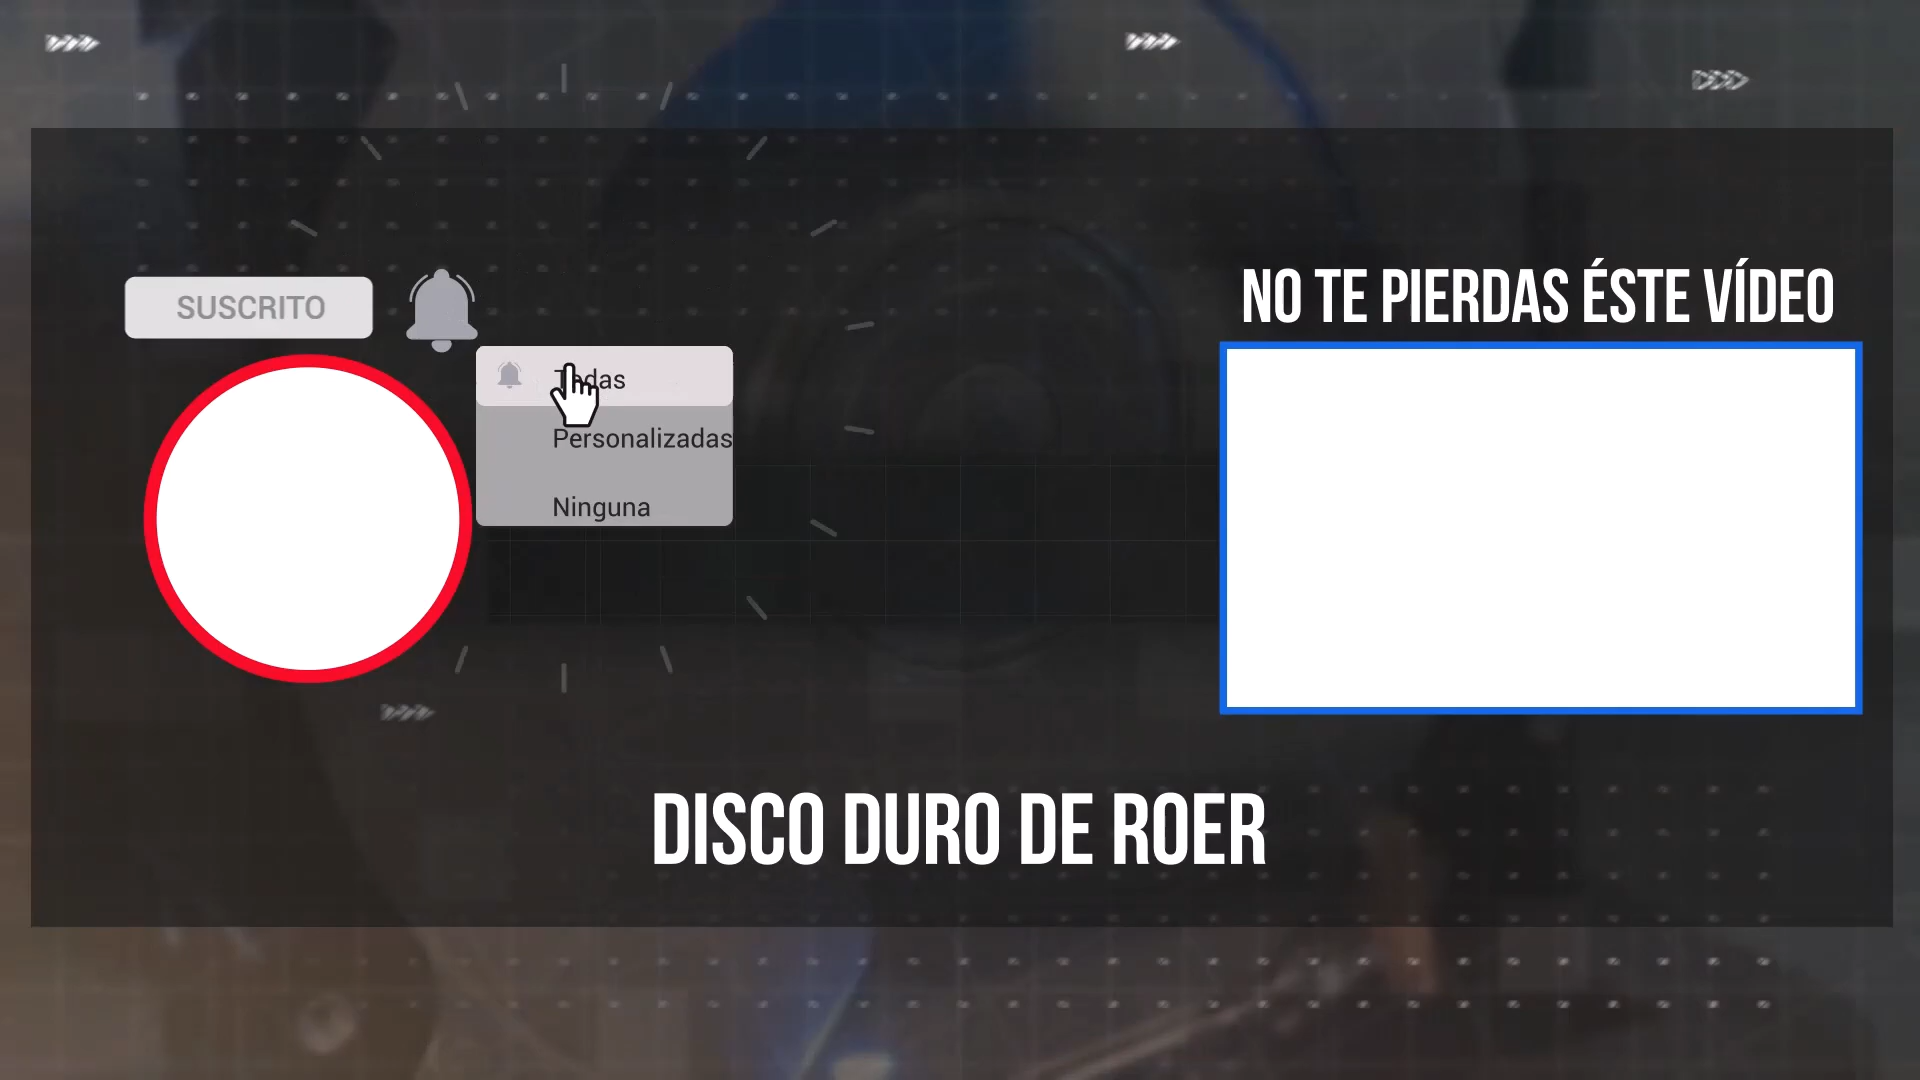 SUSCRITO
Todas
Personalizadas
Ninguna
NO TE PIERDAS ÉSTE VÍDEO
DISCO DURO DE ROER